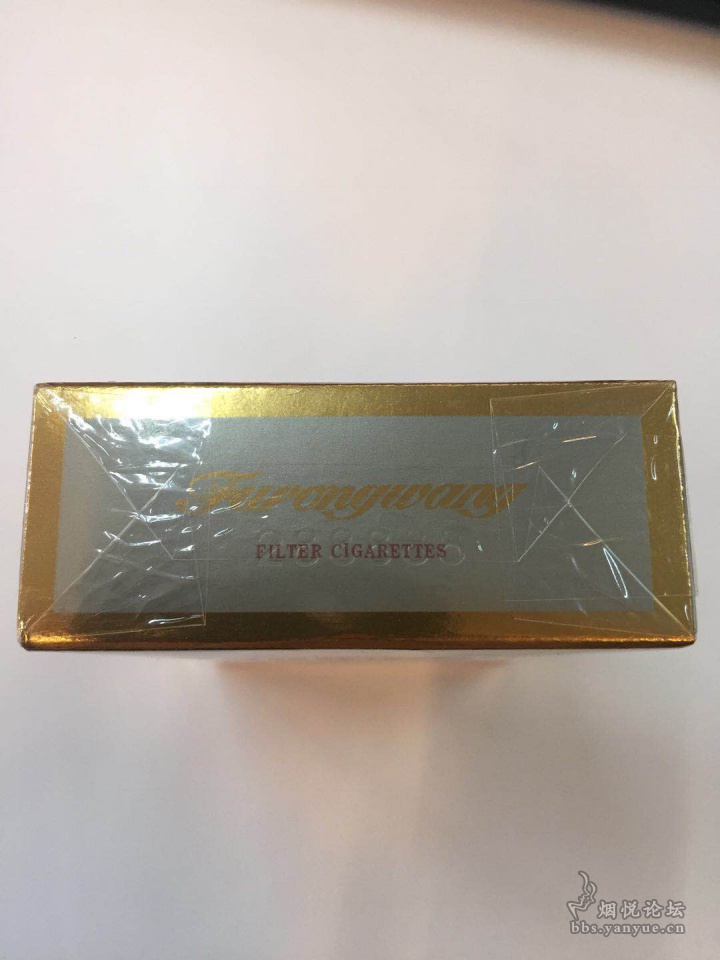 Furongwang
FILTER CIGARETTES
烟悦论坛
bbs.yanyue.cn